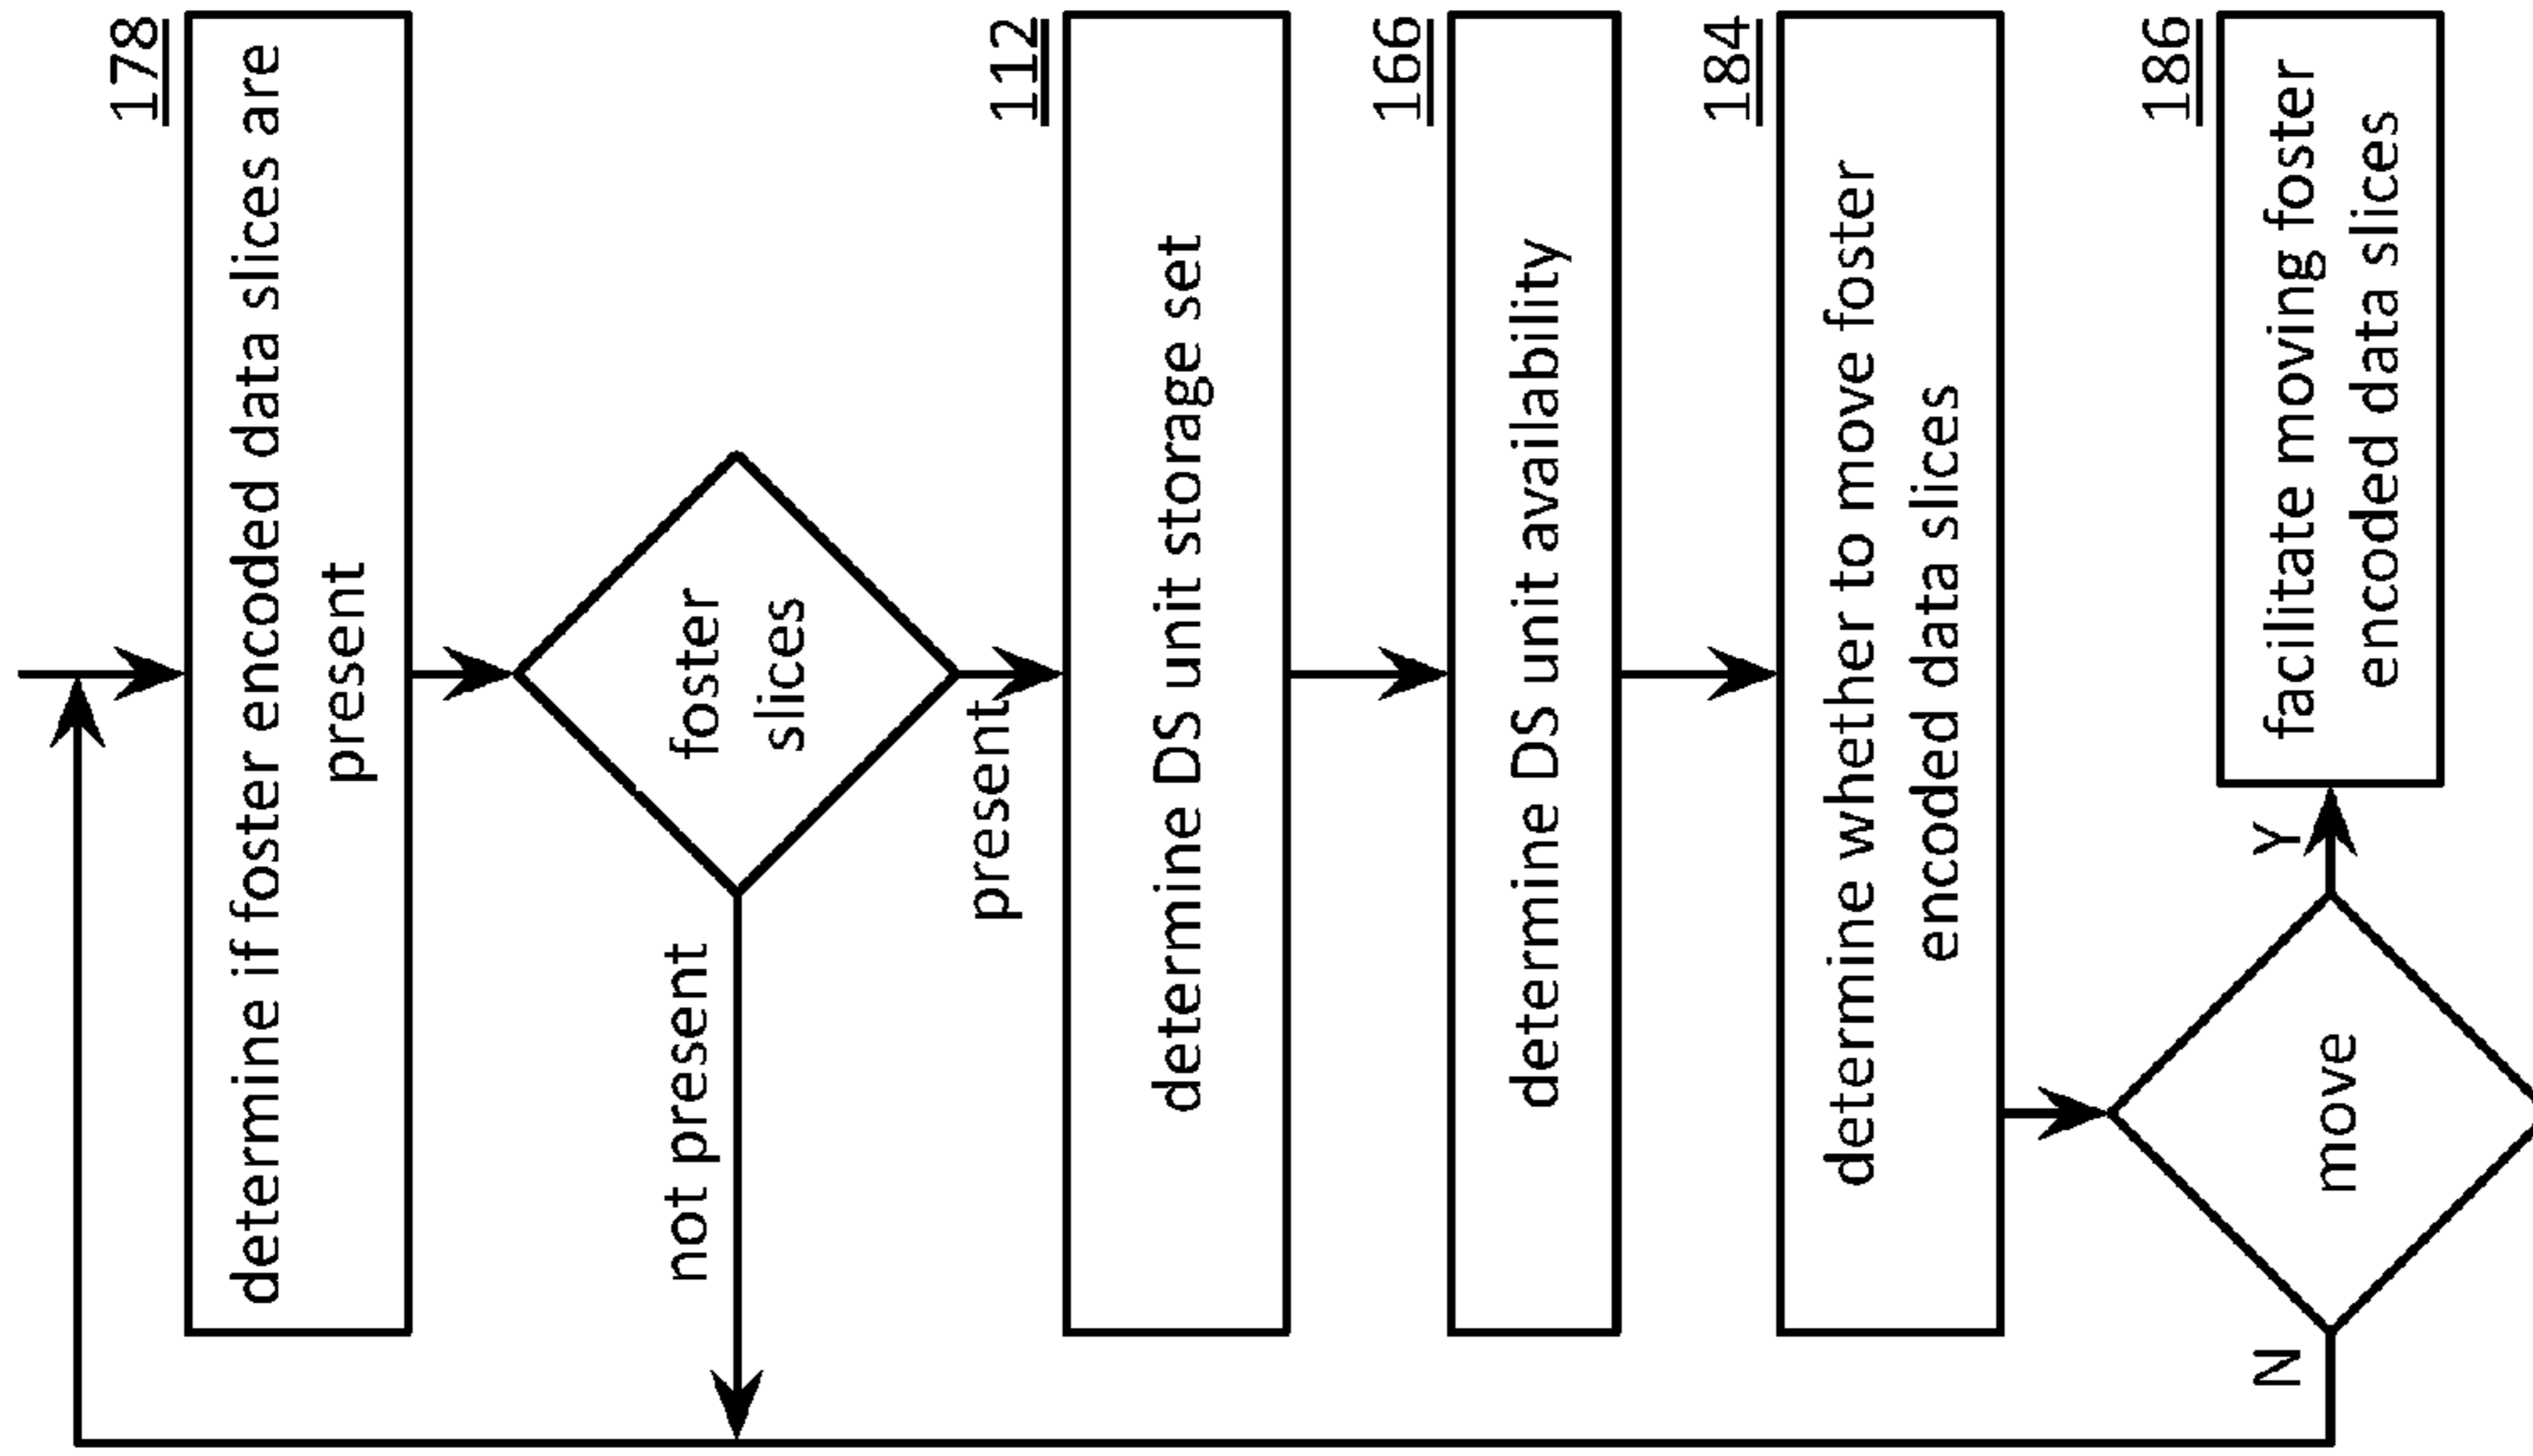 178
determine if foster encoded data slices are
present
foster
slices
not present
present
112
determine DS unit storage set
166
determine DS unit availability
184
determine whether to move foster
encoded data slices
move
N
Y
186
facilitate moving foster
encoded data slices